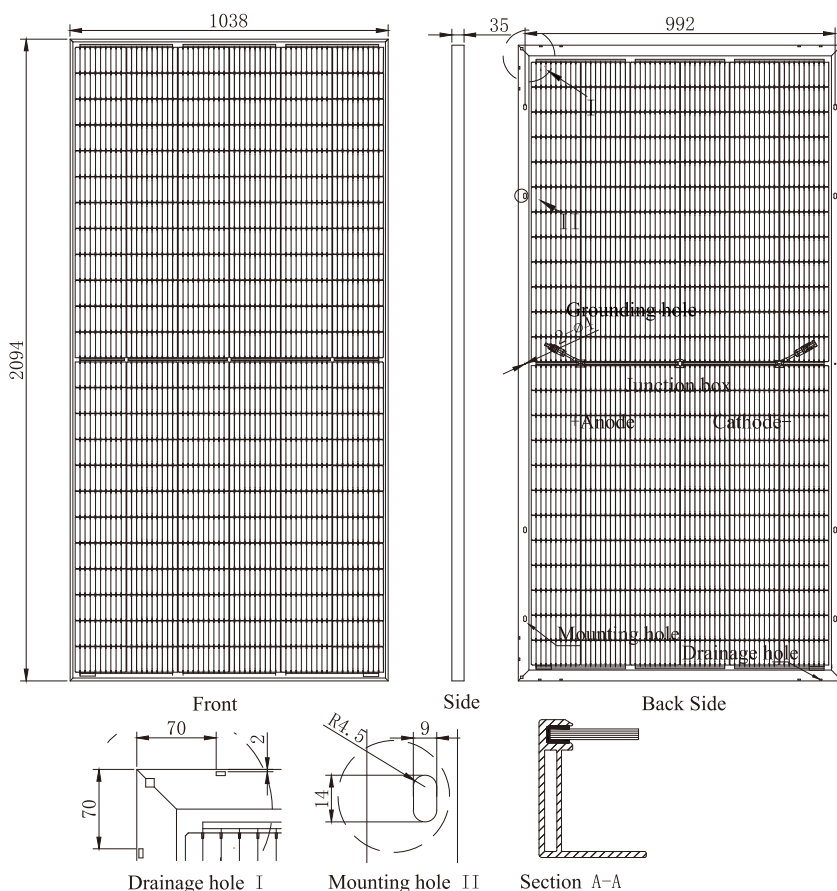 1038
35
992
2094
I
II
Grounding hole
2-ø4
Junction box
+Anode
Cathode-
Mounting hole
Drainage hole
Front
Side
Back Side
70
2
70
R4.5
9
14
Drainage hole I
Mounting hole II
Section A-A